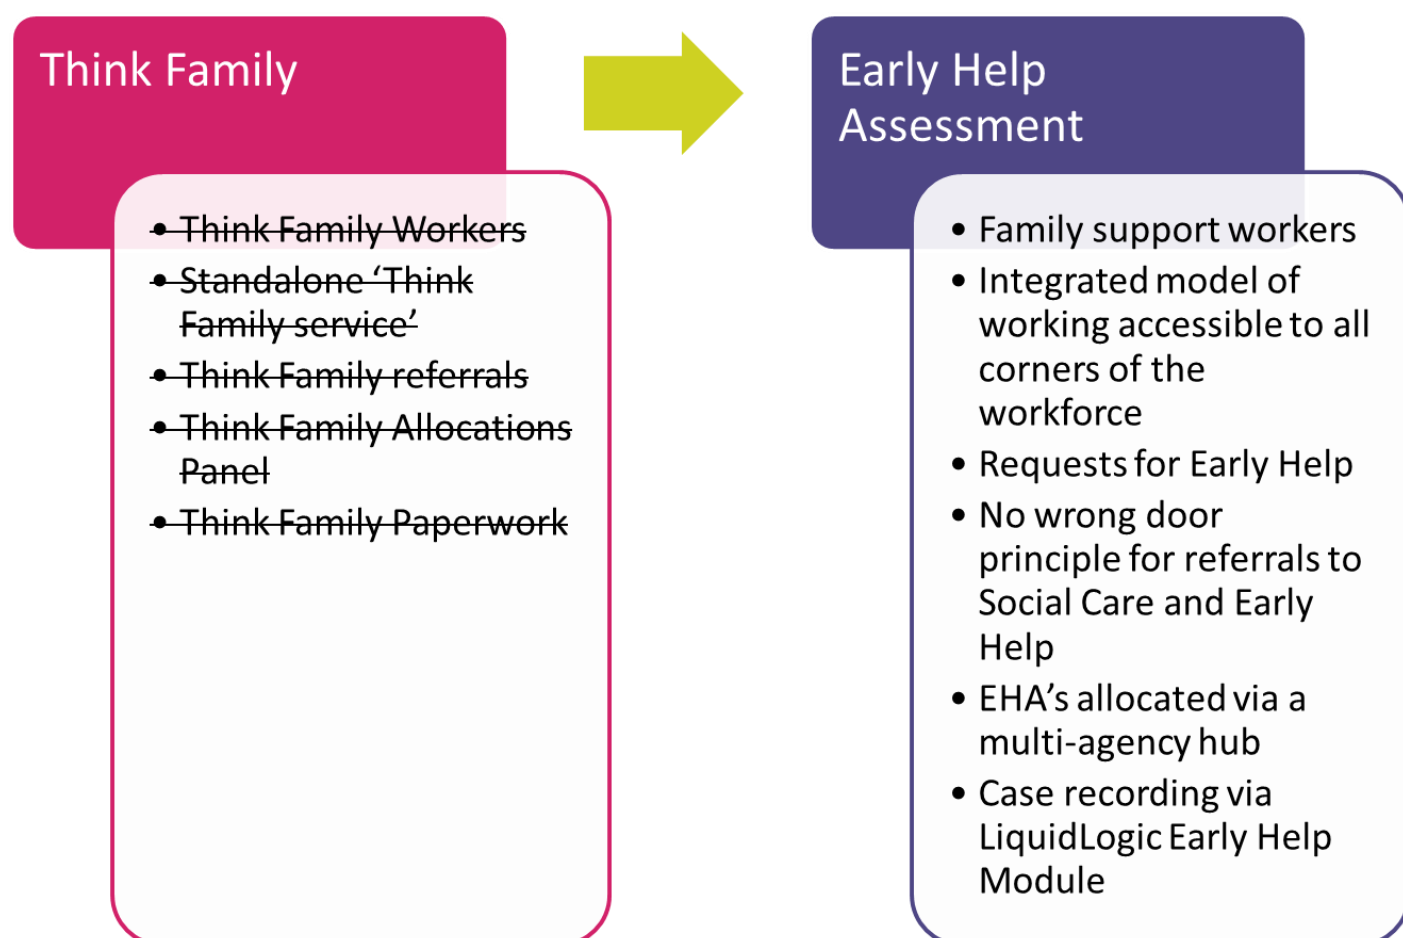 Think Family
• Think Family Workers
• Standalone ‘Think
Family service’
• Think Family referrals
• Think Family Allocations
Panel
• Think Family Paperwork
Early Help
Assessment
• Family support workers
• Integrated model of
working accessible to all
corners of the
workforce
• Requests for Early Help
• No wrong door
principle for referrals to
Social Care and Early
Help
• EHA’s allocated via a
multi-agency hub
• Case recording via
LiquidLogic Early Help
Module